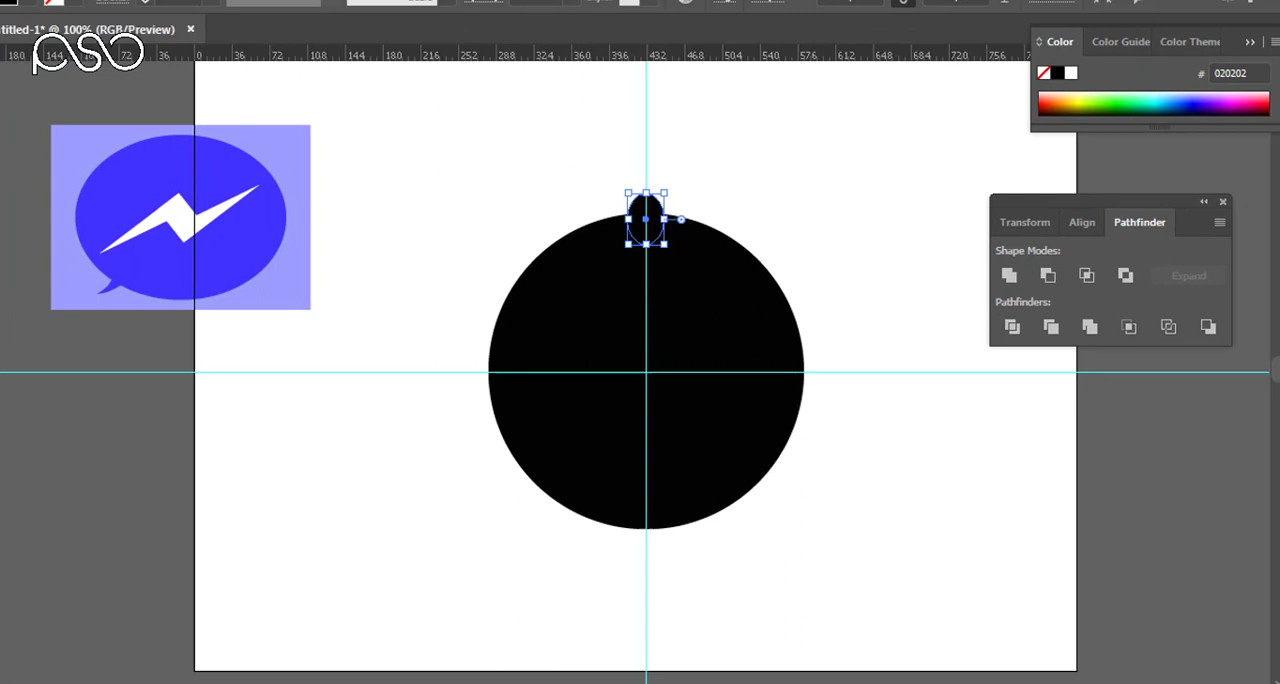 ntitled-1* @ 100% (RGB/Preview)
pso
180 144 108 72 36 0 36 72 108 144 180 216 252 288 324 360 396 432 468 504 540 576 612 648 684 720 756
Color Color Guide Color Theme
# 020202
Transform Align Pathfinder
Shape Modes:
Expand
Pathfinders: